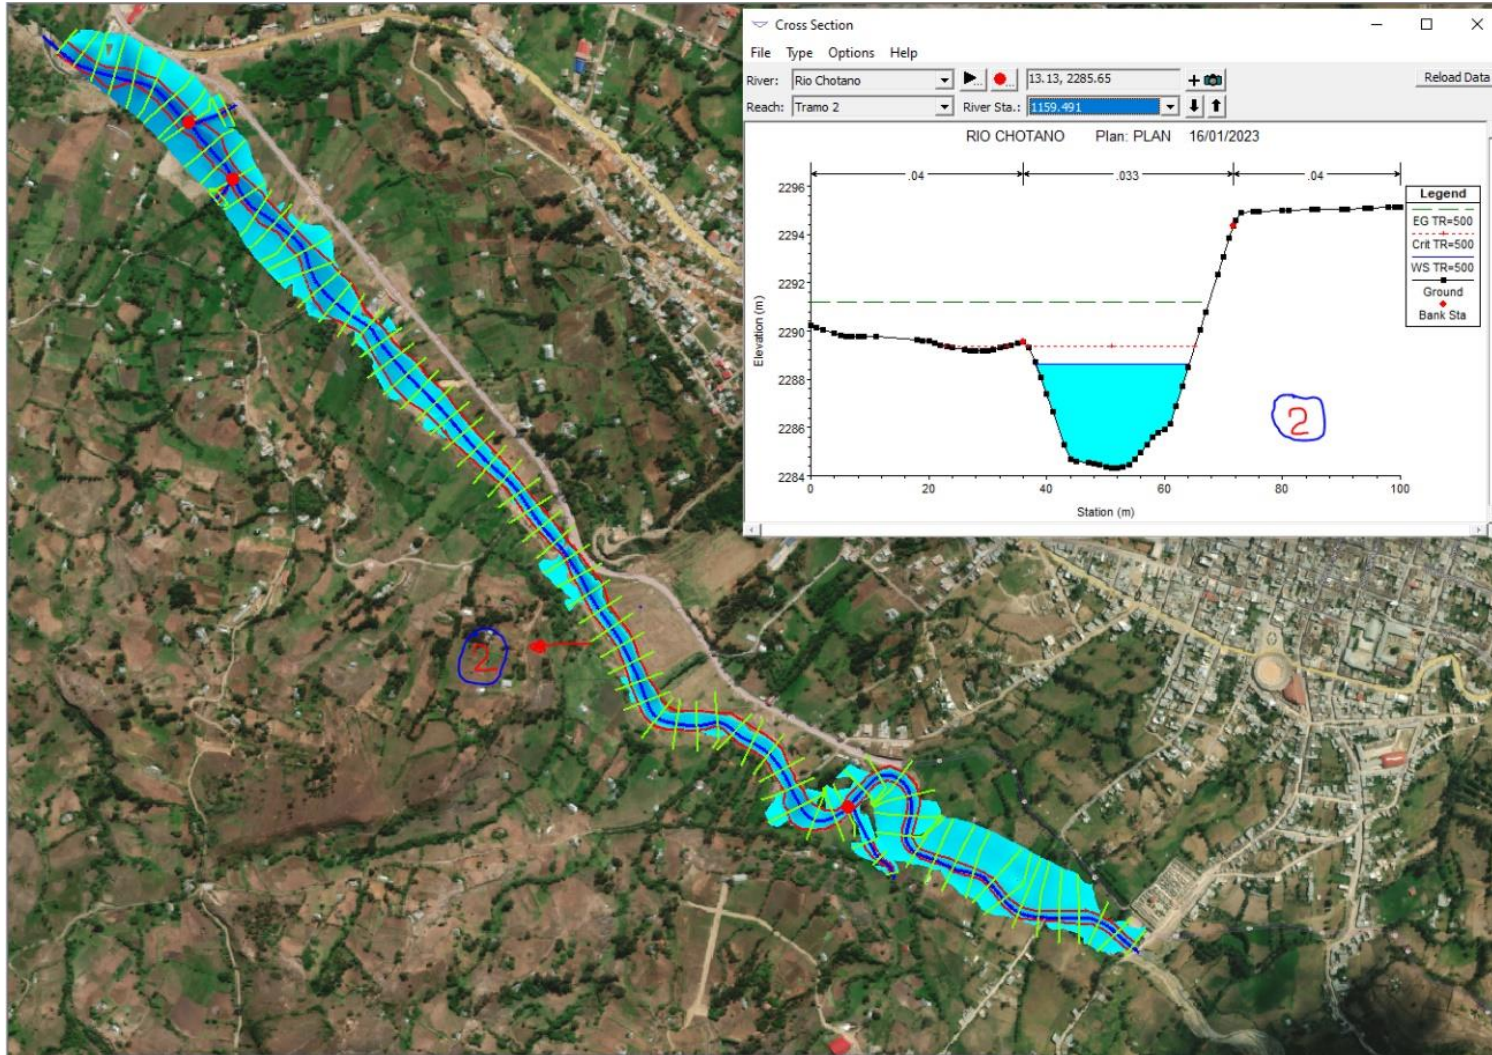 Cross Section
File Type Options Help
River: Rio Chotano 13.13, 2285.65 Reload Data
Reach: Tramo 2 River Sta.: 1159.491
RIO CHOTANO Plan: PLAN 16/01/2023
.04 .033 .04
Legend
EG TR=500
Crit TR=500
WS TR=500
Ground
Bank Sta
Elevation (m)
2296
2294
2292
2290
2288
2286
2284
0 20 40 60 80 100
Station (m)
2
2